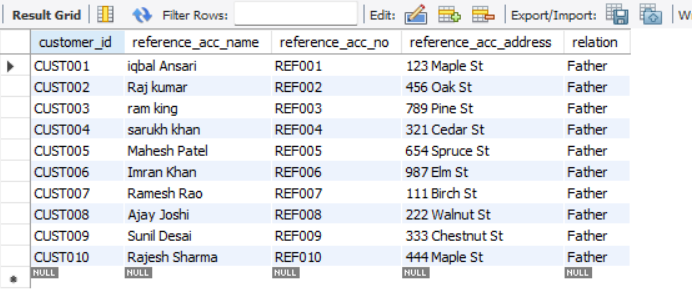 Result Grid Filter Rows: Edit: Export/Import: W
customer_id reference_acc_name reference_acc_no reference_acc_address relation
CUST001 iqbal Ansari REF001 123 Maple St Father
CUST002 Raj kumar REF002 456 Oak St Father
CUST003 ram king REF003 789 Pine St Father
CUST004 sarukh khan REF004 321 Cedar St Father
CUST005 Mahesh Patel REF005 654 Spruce St Father
CUST006 Imran Khan REF006 987 Elm St Father
CUST007 Ramesh Rao REF007 111 Birch St Father
CUST008 Ajay Joshi REF008 222 Walnut St Father
CUST009 Sunil Desai REF009 333 Chestnut St Father
CUST010 Rajesh Sharma REF010 444 Maple St Father
NULL NULL NULL NULL NULL